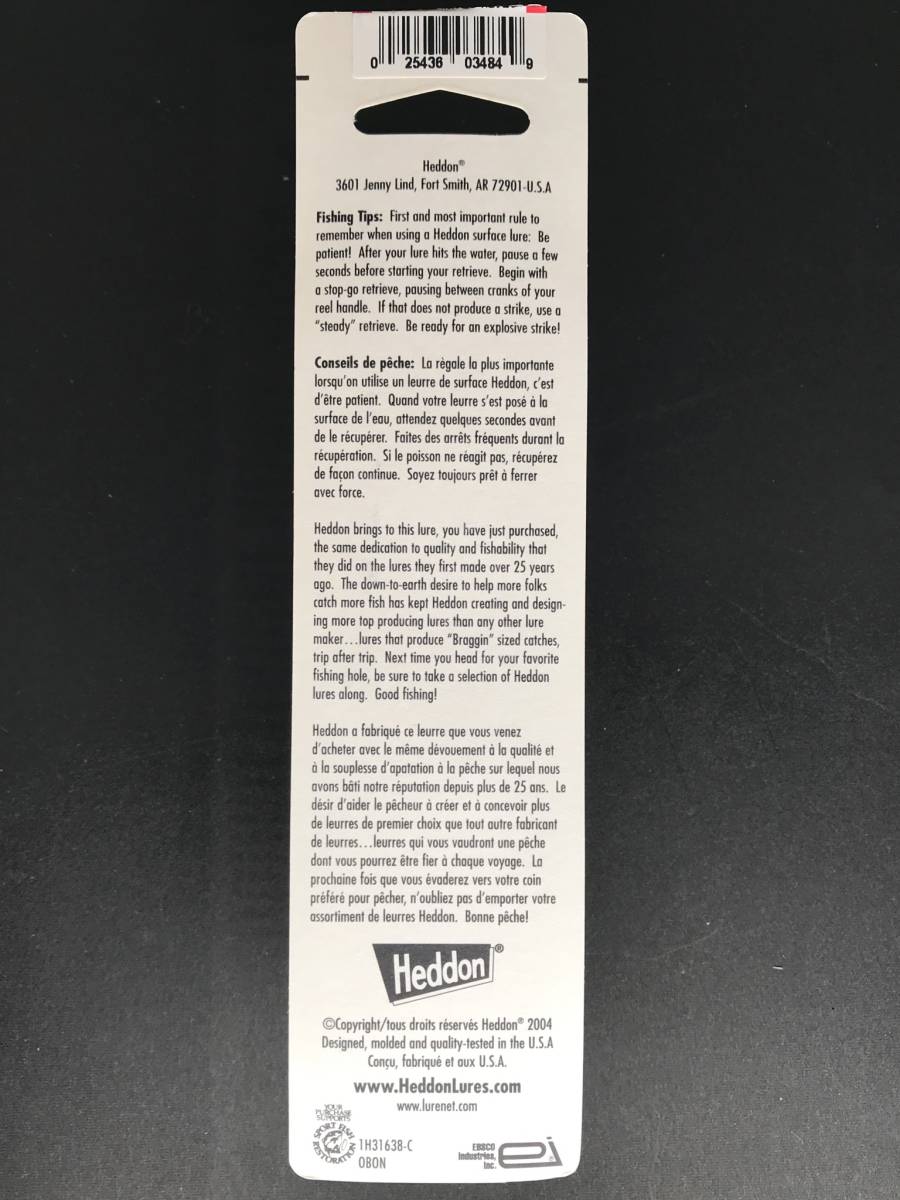 0 25436 03484 9
Heddon®
3601 Jenny Lind, Fort Smith, AR 72901-U.S.A
Fishing Tips: First and most important rule to
remember when using a Heddon surface lure: Be
patient! After your lure hits the water, pause a few
seconds before starting your retrieve. Begin with
a stop-go retrieve, pausing between cranks of your
reel handle. If that does not produce a strike, use a
"steady" retrieve. Be ready for an explosive strike!
Conseils de pêche: La règale la plus importante
lorsqu'on utilise un leurre de surface Heddon, c'est
d'être patient. Quand votre leurre s'est posé à la
surface de l'eau, attendez quelques secondes avant
de le récupérer. Faites des arrêts fréquents durant la
récupération. Si le poisson ne réagit pas, récupérez
de façon continue. Soyez toujours prêt à ferrer
avec force.
Heddon brings to this lure, you have just purchased,
the same dedication to quality and fishability that
they did on the lures they first made over 25 years
ago. The down-to-earth desire to help more folks
catch more fish has kept Heddon creating and design-
ing more top producing lures than any other lure
maker...lures that produce "Braggin" sized catches,
trip after trip. Next time you head for your favorite
fishing hole, be sure to take a selection of Heddon
lures along. Good fishing!
Heddon a fabriqué ce leurre que vous venez
d'acheter avec le même dévouement à la qualité et
à la souplesse d'apatation à la pêche sur lequel nous
avons bâti notre réputation depuis plus de 25 ans. Le
désir d'aider le pêcheur à créer et à concevoir plus
de leurres de premier choix que tout autre fabricant
de leurres...leurres qui vous vaudront une pêche
dont vous pourrez être fier à chaque voyage. La
prochaine fois que vous évaderez vers votre coin
préféré pour pêcher, n'oubliez pas d'emporter votre
assortiment de leurres Heddon. Bonne pêche!
Heddon®
©Copyright/tous droits réservés Heddon® 2004
Designed, molded and quality-tested in the U.S.A
Conçu, fabriqué et aux U.S.A.
www.HeddonLures.com
www.lurenet.com
YOUR
PURCHASE
SUPPORTS
SPORT FISH
RESTORATION
1H31638-C
OBON
EBSCO
Industries,
Inc.
ei